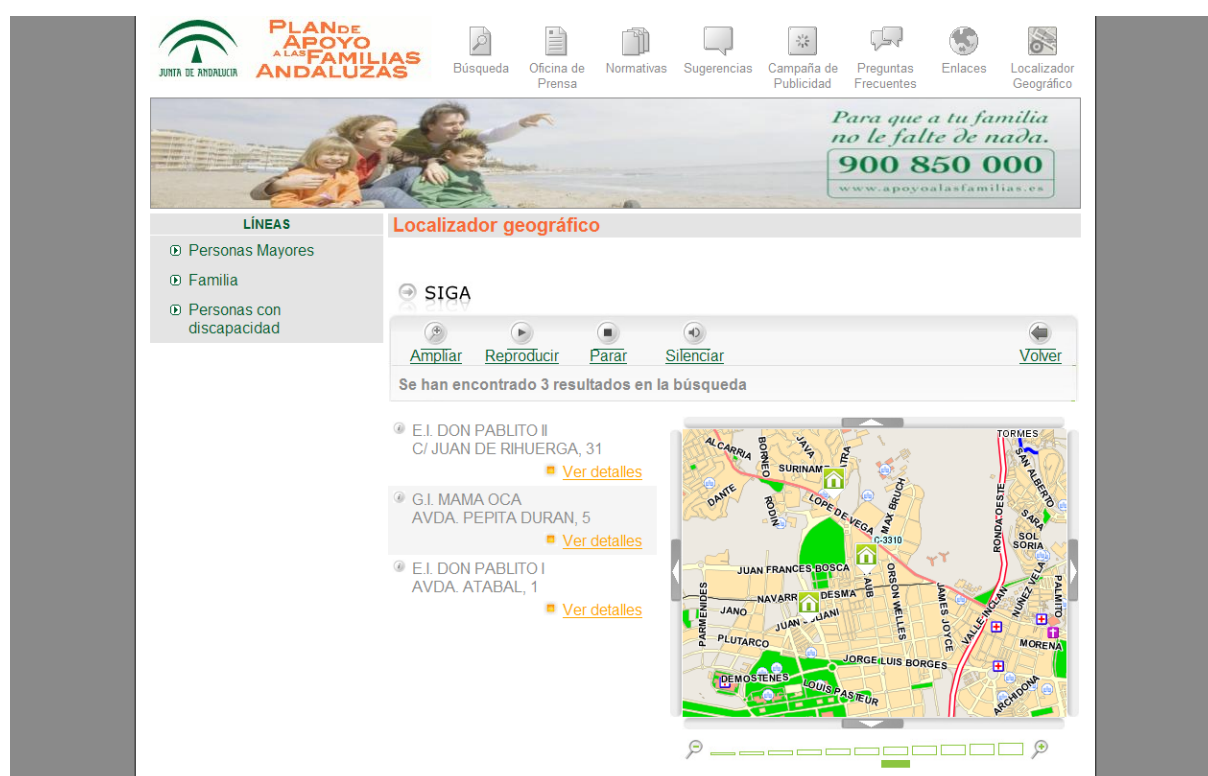 JUNTA DE ANDALUCIA
PLAN DE
APOYO
A LAS FAMILIAS
ANDALUZAS
Búsqueda
Oficina de
Prensa
Normativas
Sugerencias
Campaña de
Publicidad
Preguntas
Frecuentes
Enlaces
Localizador
Geográfico
Para que a tu familia
no le falte de nada.
900 850 000
www.apoyoalasfamilias.es
LÍNEAS
Personas Mayores
Familia
Personas con
discapacidad
Localizador geográfico
SIGA
Ampliar
Reproducir
Parar
Silenciar
Volver
Se han encontrado 3 resultados en la búsqueda
E.I. DON PABLITO II
C/ JUAN DE RIHUERGA, 31
Ver detalles
G.I. MAMA OCA
AVDA. PEPITA DURAN, 5
Ver detalles
E.I. DON PABLITO I
AVDA. ATABAL, 1
Ver detalles
TORMES
ALCARRIA
BORNEO
JAVA
SURINAM
DANTE
RODIN
LOPE DE VEGA
MAX BRUCH
C-3310
RONDA OESTE
SAN ALBERTO
SARA
SOL
SORIA
JUAN FRANCES BOSCA
ORSON WELLES
JAMES JOYCE
NUÑEZ VELA
PALMITO
PARMENIDES
JANO
PLUTARCO
VALLE INCLAN
MORENA
JORGE LUIS BORGES
DEMOSTENES
LOUIS PASTEUR
ARCHIDONA